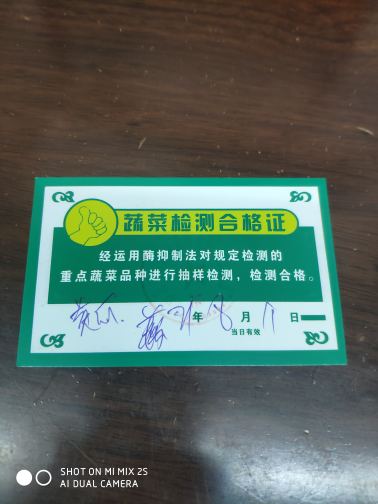 蔬菜检测合格证
经运用酶抑制法对规定检测的
重点蔬菜品种进行抽样检测，检测合格。
年 8 月 1 日
当日有效
SHOT ON MI MIX 2S
AI DUAL CAMERA